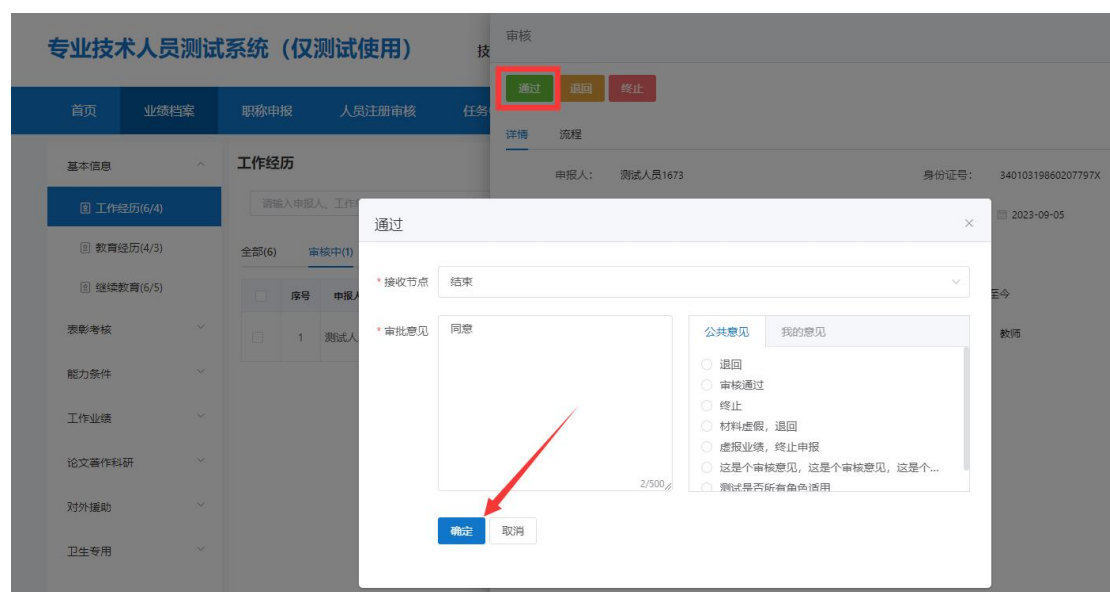 专业技术人员测试系统（仅测试使用）
技
审核
通过 退回 终止
首页 业绩档案 职称申报 人员注册审核 任务
详情 流程
基本信息
工作经历
申报人： 测试人员1673 身份证号： 34010319860207797X
工作经历(6/4)
请输入申报人、工作
2023-09-05
通过
教育经历(4/3)
全部(6) 审核中(1)
* 接收节点 结束
继续教育(6/5)
序号 申报人
至今
表彰考核
1 测试人
* 审批意见 同意
公共意见 我的意见
教师
退回
能力条件
审核通过
终止
工作业绩
材料虚假，退回
虚报业绩，终止申报
论文著作科研
这是个审核意见，这是个审核意见，这是个...
2/500
测试是否所有角色适用
对外援助
确定 取消
卫生专用